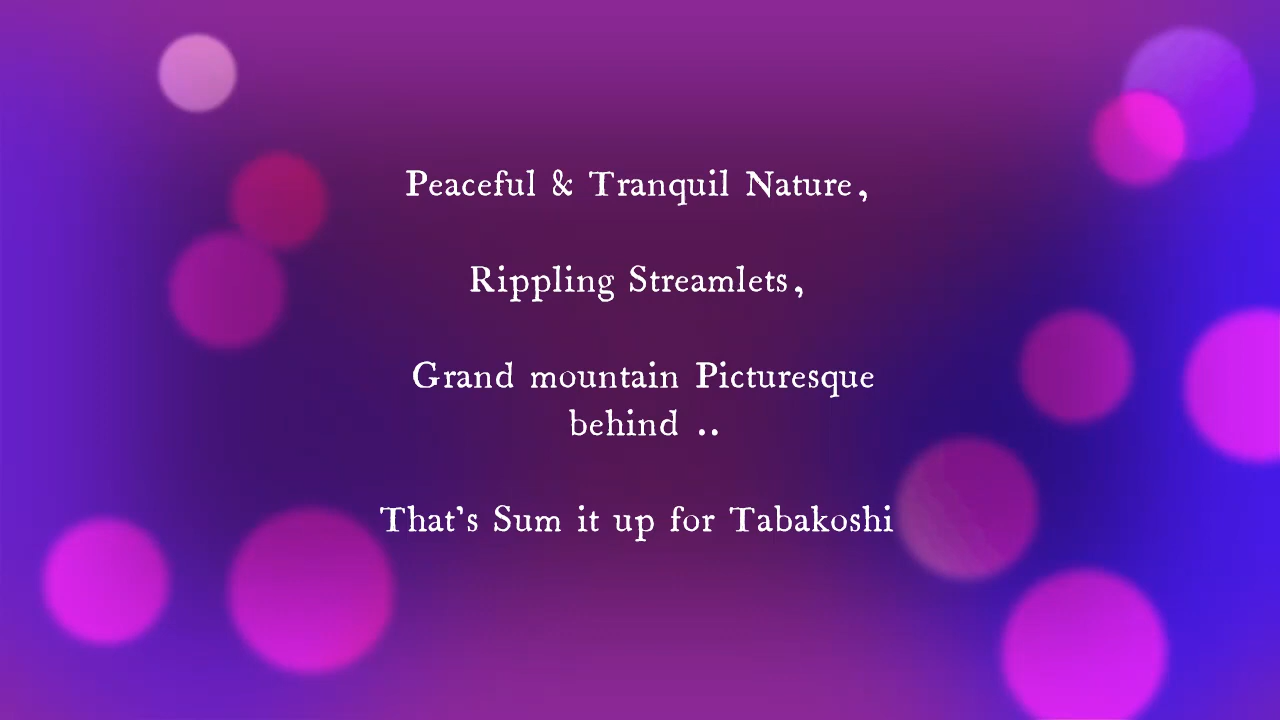 Peaceful & Tranquil Nature,
Rippling Streamlets,
Grand mountain Picturesque
behind ..
That's Sum it up for Tabakoshi